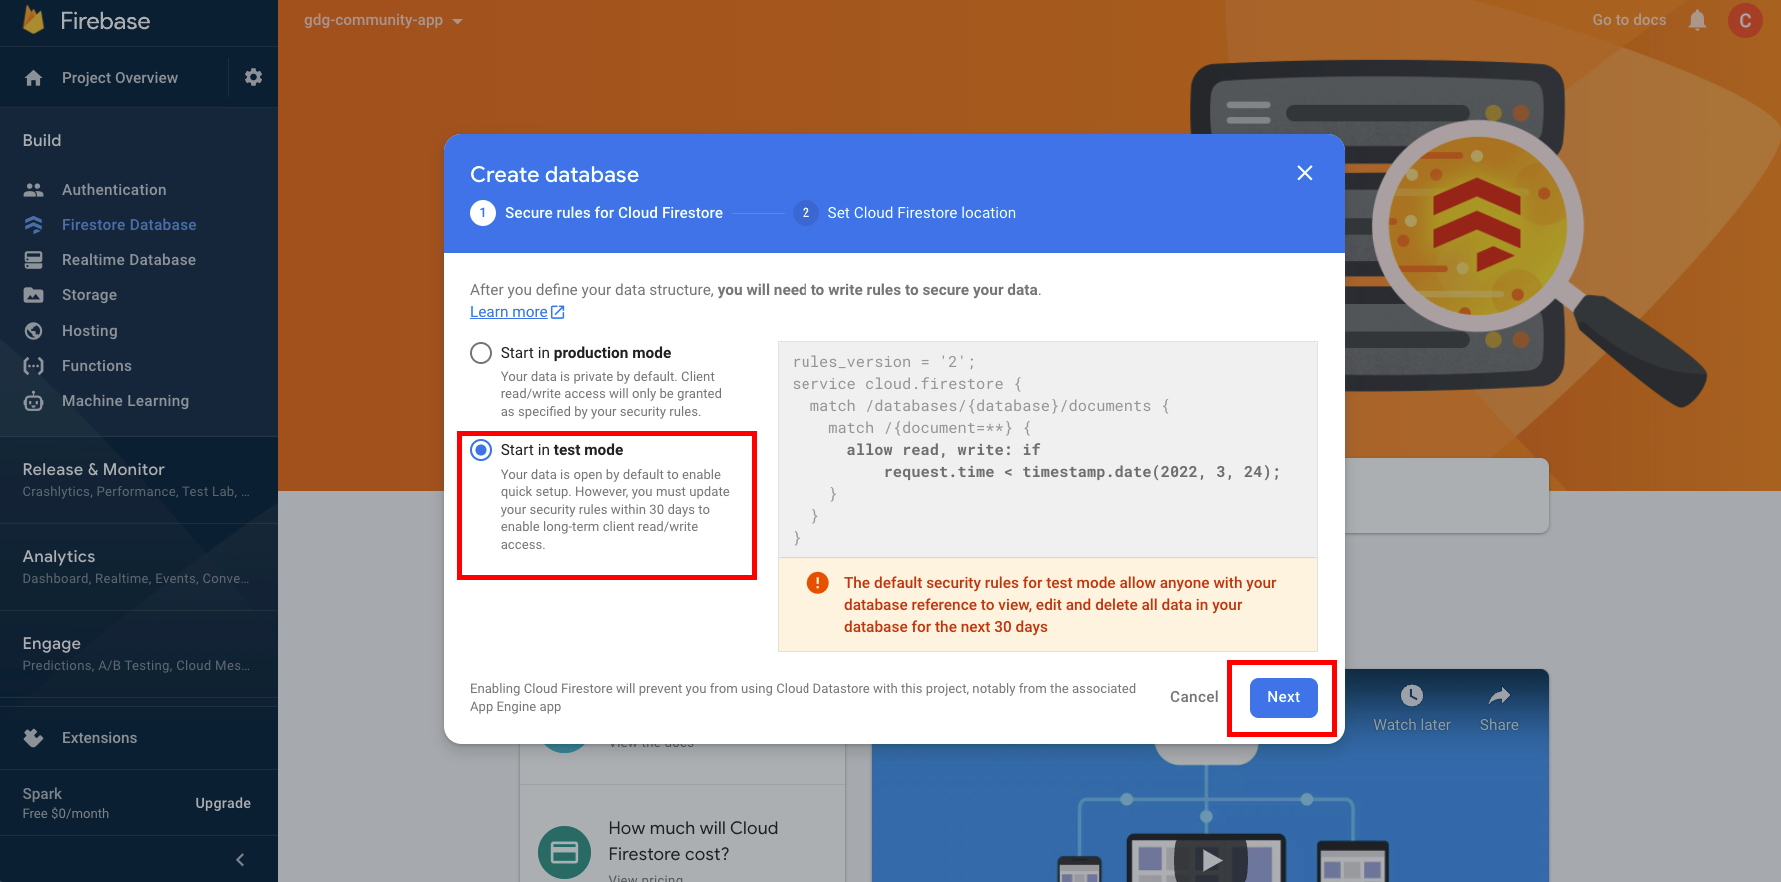 Firebase
gdg-community-app
Go to docs
C
Project Overview
Build
Authentication
Firestore Database
Realtime Database
Storage
Hosting
Functions
Machine Learning
Release & Monitor
Crashlytics, Performance, Test Lab, ...
Analytics
Dashboard, Realtime, Events, Conve...
Engage
Predictions, A/B Testing, Cloud Mes...
Extensions
Spark
Free $0/month
Upgrade
Create database
1 Secure rules for Cloud Firestore
2 Set Cloud Firestore location
After you define your data structure, you will need to write rules to secure your data.
Learn more
Start in production mode
Your data is private by default. Client
read/write access will only be granted
as specified by your security rules.
Start in test mode
Your data is open by default to enable
quick setup. However, you must update
your security rules within 30 days to
enable long-term client read/write
access.
rules_version = '2';
service cloud.firestore {
match /databases/{database}/documents {
match /{document=**} {
allow read, write: if
request.time < timestamp.date(2022, 3, 24);
}
}
}
! The default security rules for test mode allow anyone with your
database reference to view, edit and delete all data in your
database for the next 30 days
Enabling Cloud Firestore will prevent you from using Cloud Datastore with this project, notably from the associated
App Engine app
Cancel
Next
View the docs
How much will Cloud
Firestore cost?
View pricing
Watch later
Share